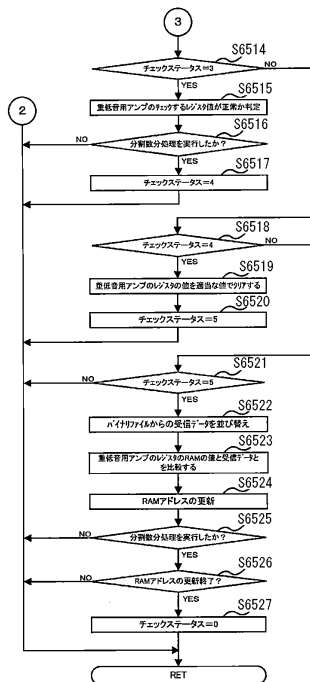 3
S6514
チェックステータス=3
NO
YES
S6515
重低音用アンプのチェックするレジスタ値が正常か判定
2
S6516
分割数分処理を実行したか？
NO
YES
S6517
チェックステータス=4
S6518
チェックステータス=4
NO
YES
S6519
重低音用アンプのレジスタの値を適当な値でクリアする
S6520
チェックステータス=5
S6521
チェックステータス=5
NO
YES
S6522
バイナリファイルからの受信データを並び替え
S6523
重低音用アンプのレジスタのRAMの値と受信データと
を比較する
S6524
RAMアドレスの更新
S6525
分割数分処理を実行したか？
NO
YES
S6526
RAMアドレスの更新終了？
NO
YES
S6527
チェックステータス=0
RET